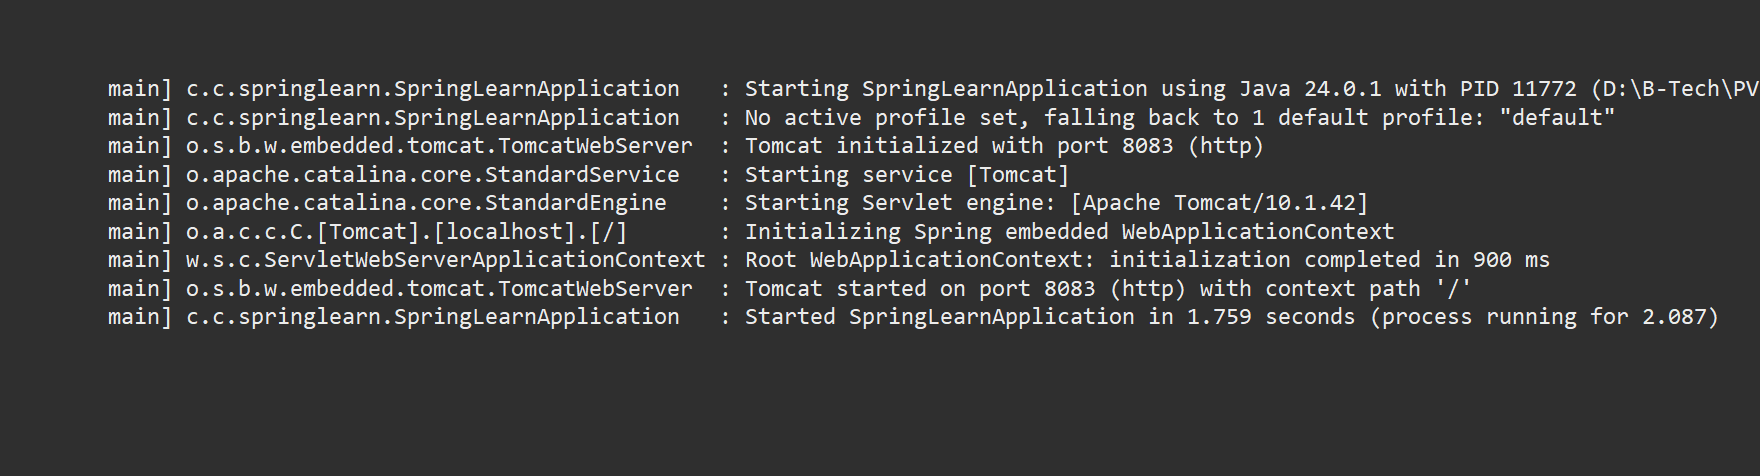 main] c.c.springlearn.SpringLearnApplication   : Starting SpringLearnApplication using Java 24.0.1 with PID 11772 (D:\B-Tech\PV
main] c.c.springlearn.SpringLearnApplication   : No active profile set, falling back to 1 default profile: "default"
main] o.s.b.w.embedded.tomcat.TomcatWebServer  : Tomcat initialized with port 8083 (http)
main] o.apache.catalina.core.StandardService   : Starting service [Tomcat]
main] o.apache.catalina.core.StandardEngine    : Starting Servlet engine: [Apache Tomcat/10.1.42]
main] o.a.c.c.C.[Tomcat].[localhost].[/]       : Initializing Spring embedded WebApplicationContext
main] w.s.c.ServletWebServerApplicationContext : Root WebApplicationContext: initialization completed in 900 ms
main] o.s.b.w.embedded.tomcat.TomcatWebServer  : Tomcat started on port 8083 (http) with context path '/'
main] c.c.springlearn.SpringLearnApplication   : Started SpringLearnApplication in 1.759 seconds (process running for 2.087)